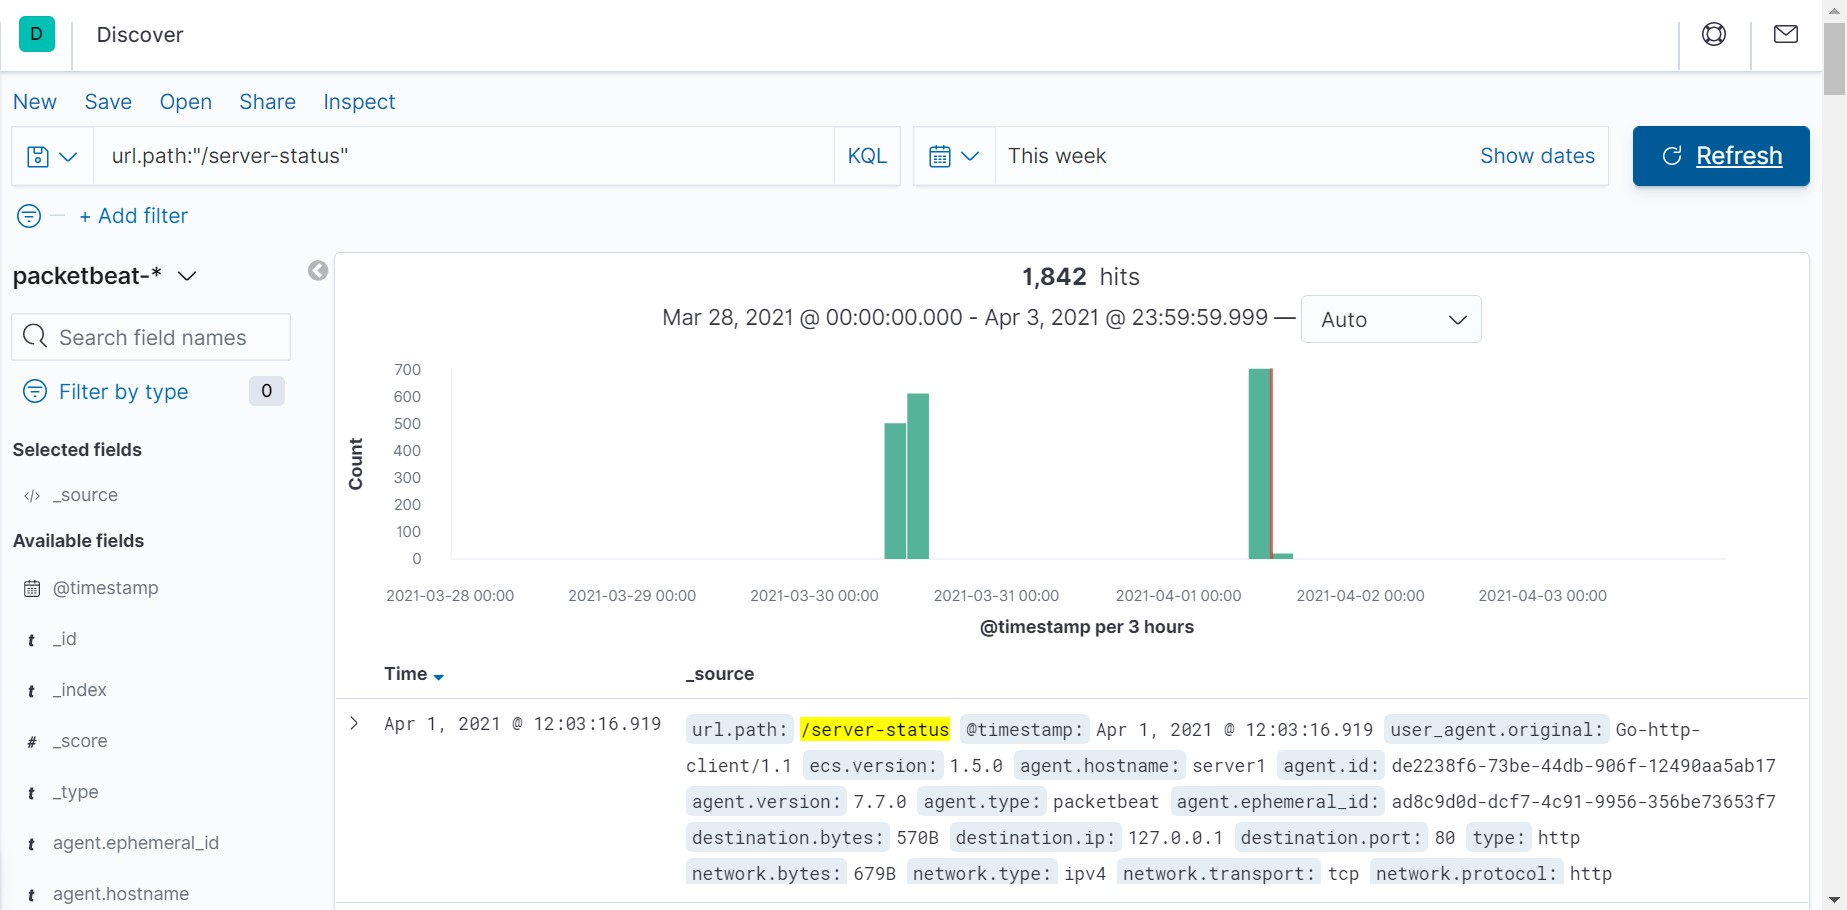 D Discover
New Save Open Share Inspect
url.path:"/server-status" KQL This week Show dates Refresh
+ Add filter
packetbeat-*
Search field names
Filter by type 0
Selected fields
</> _source
Available fields
@timestamp
t _id
t _index
# _score
t _type
t agent.ephemeral_id
t agent.hostname
1,842 hits
Mar 28, 2021 @ 00:00:00.000 - Apr 3, 2021 @ 23:59:59.999 — Auto
Count
700
600
500
400
300
200
100
0
2021-03-28 00:00 2021-03-29 00:00 2021-03-30 00:00 2021-03-31 00:00 2021-04-01 00:00 2021-04-02 00:00 2021-04-03 00:00
@timestamp per 3 hours
Time _source
Apr 1, 2021 @ 12:03:16.919 url.path: /server-status @timestamp: Apr 1, 2021 @ 12:03:16.919 user_agent.original: Go-http-
client/1.1 ecs.version: 1.5.0 agent.hostname: server1 agent.id: de2238f6-73be-44db-906f-12490aa5ab17
agent.version: 7.7.0 agent.type: packetbeat agent.ephemeral_id: ad8c9d0d-dcf7-4c91-9956-356be73653f7
destination.bytes: 570B destination.ip: 127.0.0.1 destination.port: 80 type: http
network.bytes: 679B network.type: ipv4 network.transport: tcp network.protocol: http